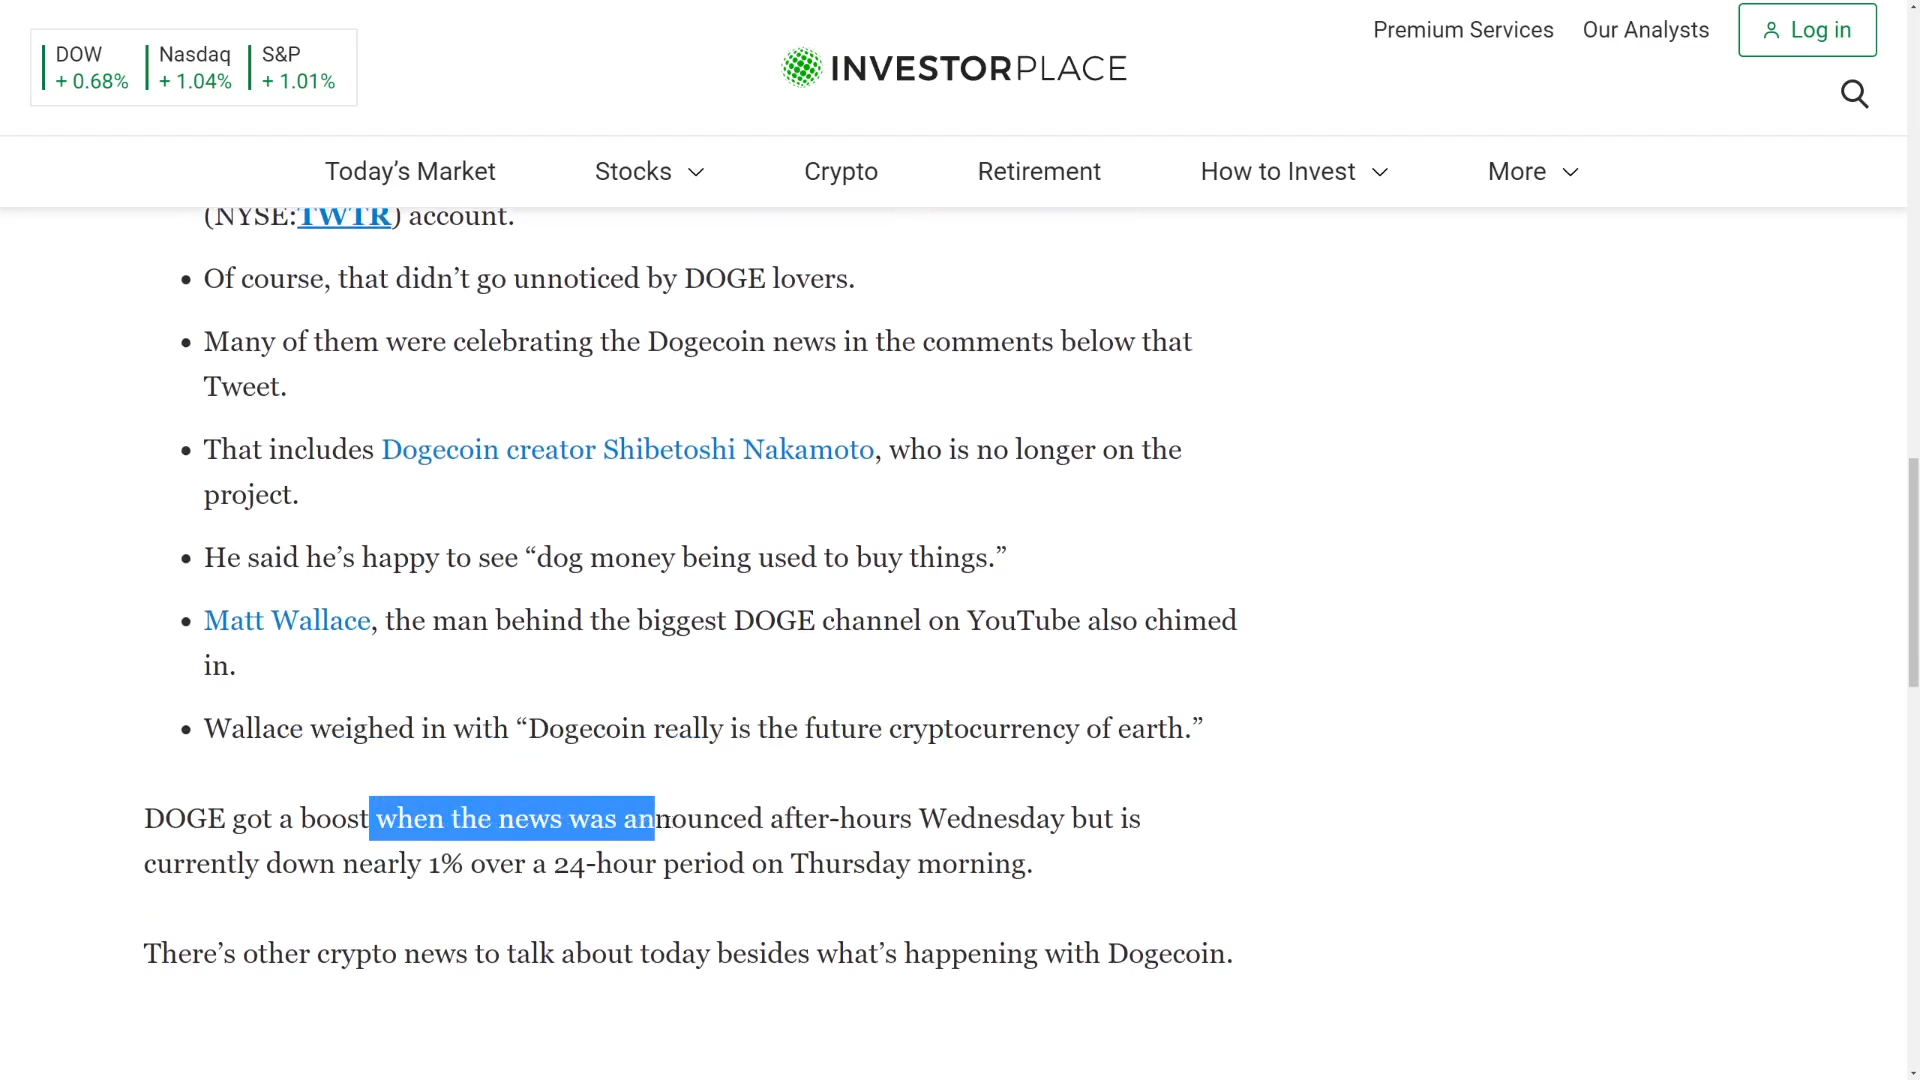 Premium Services
Our Analysts
Log in
DOW
+ 0.68%
Nasdaq
+ 1.04%
S&P
+ 1.01%
INVESTORPLACE
Today’s Market
Stocks
Crypto
Retirement
How to Invest
More
(NYSE:TWTR) account.
• Of course, that didn’t go unnoticed by DOGE lovers.
• Many of them were celebrating the Dogecoin news in the comments below that
Tweet.
• That includes Dogecoin creator Shibetoshi Nakamoto, who is no longer on the
project.
• He said he’s happy to see “dog money being used to buy things.”
• Matt Wallace, the man behind the biggest DOGE channel on YouTube also chimed
in.
• Wallace weighed in with “Dogecoin really is the future cryptocurrency of earth.”
DOGE got a boost when the news was announced after-hours Wednesday but is
currently down nearly 1% over a 24-hour period on Thursday morning.
There’s other crypto news to talk about today besides what’s happening with Dogecoin.